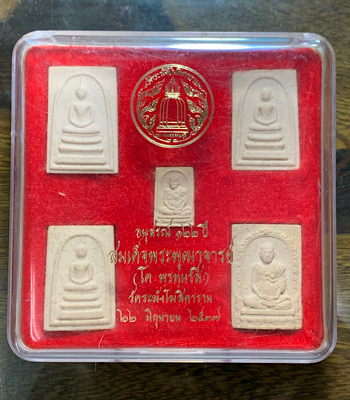 อนุสรณ์ ๑๒๒ ปี
สมเด็จพระพุฒาจารย์
(โต พรหมรังสี)
วัดระฆังโฆสิตาราม
๒๒ มิถุนายน ๒๕๓๗